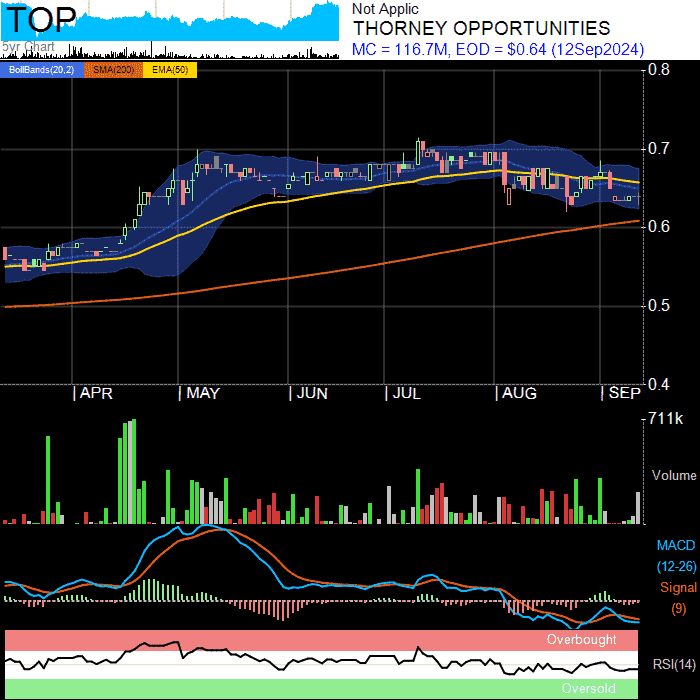 TOP
5yr Chart
Not Applic
THORNEY OPPORTUNITIES
MC = 116.7M, EOD = $0.64 (12Sep2024)
BollBands(20,2) SMA(200) EMA(50)
0.8
0.7
0.6
0.5
0.4
APR MAY JUN JUL AUG SEP
711k
Volume
MACD
(12-26)
Signal
(9)
Overbought
RSI(14)
Oversold